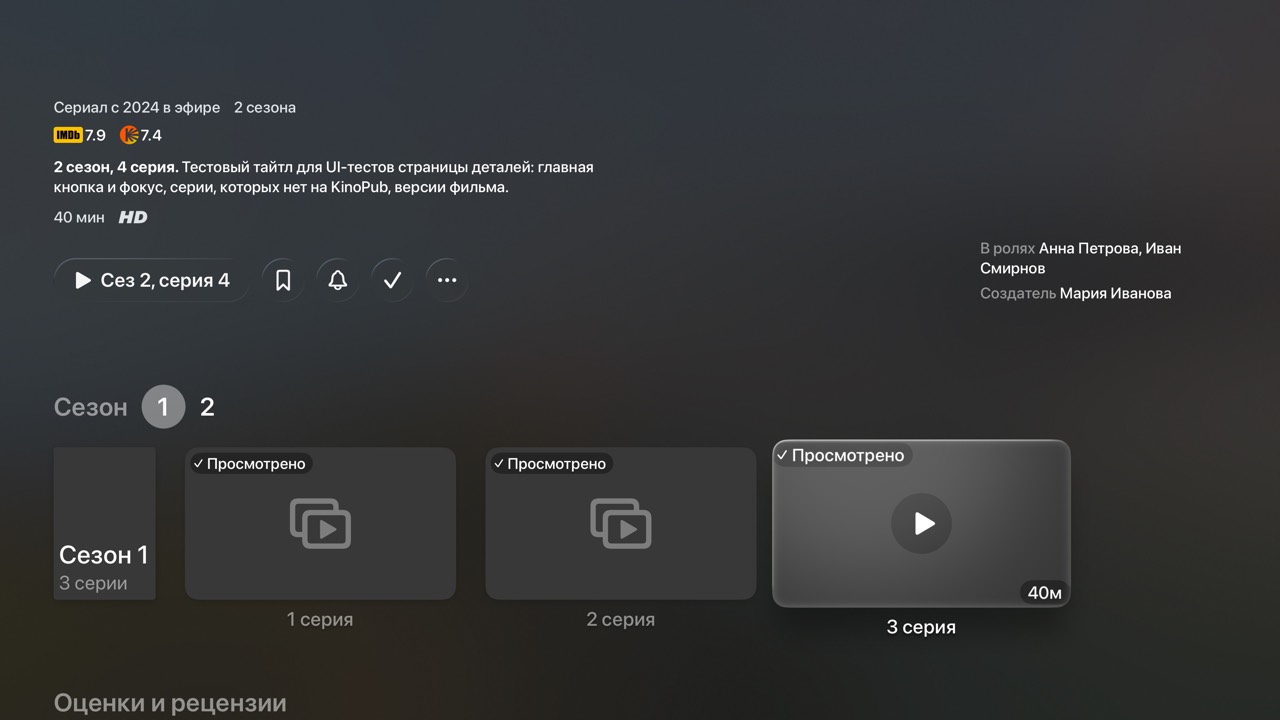 Сериал с 2024 в эфире 2 сезона
IMDb 7.9 7.4
2 сезон, 4 серия. Тестовый тайтл для UI-тестов страницы деталей: главная
кнопка и фокус, серии, которых нет на KinoPub, версии фильма.
40 мин HD
В ролях Анна Петрова, Иван
Смирнов
Создатель Мария Иванова
Сез 2, серия 4
Сезон 1 2
Сезон 1
3 серии
Просмотрено
1 серия
Просмотрено
2 серия
Просмотрено
40м
3 серия
Оценки и рецензии